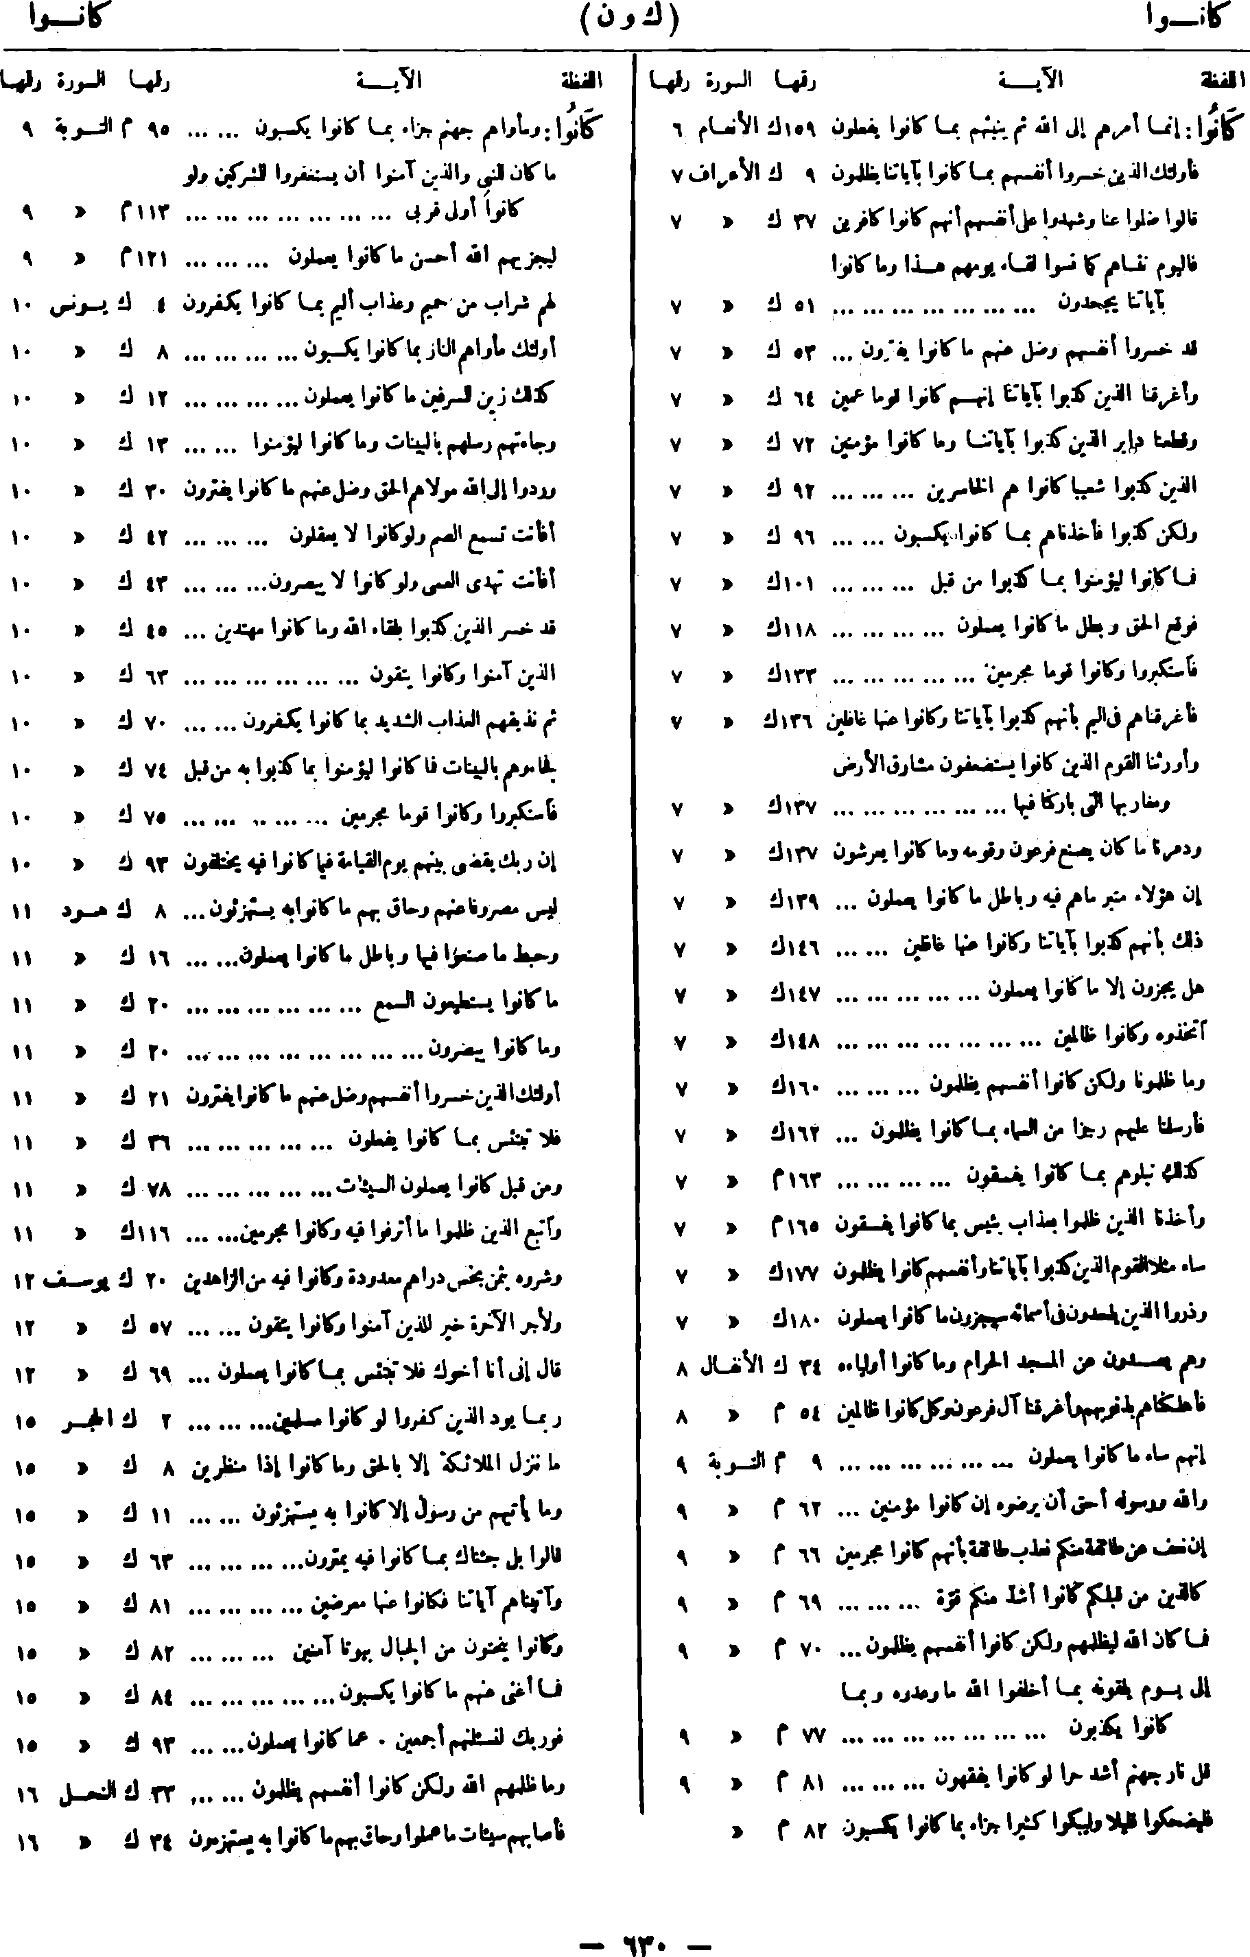 كانــوا (ك و ن) كانــوا
اللفظة الآيــة رقمها السورة رقمها
كَانُوا : إنما أمرهم إلى الله ثم ينبئهم بما كانوا يفعلون ١٥٩ ك الأنعام ٦
فأولئك الذين خسروا أنفسهم بما كانوا بآياتنا يظلمون ٩ ك الأعراف ٧
قالوا ضلوا عنا وشهدوا على أنفسهم أنهم كانوا كافرين ٣٧ ك « ٧
فاليوم ننساهم كما نسوا لقاء يومهم هــذا وما كانوا
بآياتنا يجحدون ... ... ... ... ... ... ... ٥١ ك « ٧
قد خسروا أنفسهم وضل عنهم ما كانوا يفترون ... ٥٣ ك « ٧
وأغرقنا الذين كذبوا بآياتنا إنهــم كانوا قوما عمين ٦٤ ك « ٧
وقطعنا دابر الذين كذبوا بآياتنــا وما كانوا مؤمنين ٧٢ ك « ٧
الذين كذبوا شعيبا كانوا هم الخاسرين ... ... ... ٩٢ ك « ٧
ولكن كذبوا فأخذناهم بما كانوا يكسبون ... ... ٩٦ ك « ٧
فما كانوا ليؤمنوا بما كذبوا من قبل ... ... ... ١٠١ ك « ٧
فوقع الحق وبطل ما كانوا يعملون ... ... ... ... ١١٨ ك « ٧
فاستكبروا وكانوا قوما مجرمين ... ... ... ... ... ١٣٣ ك « ٧
فأغرقناهم فى اليم بأنهم كذبوا بآياتنا وكانوا عنها غافلين ١٣٦ ك « ٧
وأورثنا القوم الذين كانوا يستضعفون مشارق الأرض
ومغاربها التى باركنا فيها ... ... ... ... ... ... ١٣٧ ك « ٧
ودمرنا ما كان يصنع فرعون وقومه وما كانوا يعرشون ١٣٧ ك « ٧
إن هؤلاء متبر ما هم فيه وباطل ما كانوا يعملون ... ١٣٩ ك « ٧
ذلك بأنهم كذبوا بآياتنا وكانوا عنها غافلين ... ... ١٤٦ ك « ٧
هل يجزون إلا ما كانوا يعملون ... ... ... ... ... ١٤٧ ك « ٧
اتخذوه وكانوا ظالمين ... ... ... ... ... ... ... ١٤٨ ك « ٧
وما ظلمونا ولكن كانوا أنفسهم يظلمون ... ... ... ١٦٠ ك « ٧
فأرسلنا عليهم رجزا من السماء بما كانوا يظلمون ... ١٦٢ ك « ٧
كذلك نبلوهم بما كانوا يفسقون ... ... ... ... ١٦٣ م « ٧
وأخذنا الذين ظلموا بعذاب بئيس بما كانوا يفسقون ١٦٥ م « ٧
ساء مثلا القوم الذين كذبوا بآياتنا وأنفسهم كانوا يظلمون ١٧٧ ك « ٧
وذروا الذين يلحدون فى أسمائه سيجزون ما كانوا يعملون ١٨٠ ك « ٧
وهم يصــدون عن المسجد الحرام وما كانوا أولياءه ٣٤ ك الأنفــال ٨
فأهلكناهم بذنوبهم وأغرقنا آل فرعون وكل كانوا ظالمين ٥٤ م « ٨
إنهم ساء ما كانوا يعملون ... ... ... ... ... ... ٩ م التــوبة ٩
والله ورسوله أحق أن يرضوه إن كانوا مؤمنين ... ٦٢ م « ٩
إن نعف عن طائفة منكم نعذب طائفة بأنهم كانوا مجرمين ٦٦ م « ٩
كالذين من قبلكم كانوا أشد منكم قوة ... ... ... ٦٩ م « ٩
فما كان الله ليظلمهم ولكن كانوا أنفسهم يظلمون ... ٧٠ م « ٩
إلى يــوم يلقونه بما أخلفوا الله ما وعدوه وبما
كانوا يكذبون ... ... ... ... ... ... ... ٧٧ م « ٩
قل نار جهنم أشد حرا لو كانوا يفقهون ... ... ... ٨١ م « ٩
فليضحكوا قليلا وليبكوا كثيرا جزاء بما كانوا يكسبون ٨٢ م «
اللفظة الآيــة رقمها السورة رقمها
كَانُوا : ومأواهم جهنم جزاء بما كانوا يكسبون ... ... ٩٥ م التــوبة ٩
ما كان للنبى والذين آمنوا أن يستغفروا للمشركين ولو
كانوا أولى قربى ... ... ... ... ... ... ... ١١٣ م « ٩
ليجزيهم الله أحسن ما كانوا يعملون ... ... ... ١٢١ م « ٩
لهم شراب من حميم وعذاب أليم بما كانوا يكفرون ٤ ك يــونس ١٠
أولئك مأواهم النار بما كانوا يكسبون ... ... ... ... ٨ ك « ١٠
كذلك زين للمسرفين ما كانوا يعملون ... ... ... ... ١٢ ك « ١٠
وجاءتهم رسلهم بالبينات وما كانوا ليؤمنوا ... ... ١٣ ك « ١٠
وردوا إلى الله مولاهم الحق وضل عنهم ما كانوا يفترون ٣٠ ك « ١٠
أفأنت تسمع الصم ولو كانوا لا يعقلون ... ... ... ٤٢ ك « ١٠
أفأنت تهدى العمى ولو كانوا لا يبصرون ... ... ... ٤٣ ك « ١٠
قد خسر الذين كذبوا بلقاء الله وما كانوا مهتدين ... ٤٥ ك « ١٠
الذين آمنوا وكانوا يتقون ... ... ... ... ... ... ٦٣ ك « ١٠
ثم نذيقهم العذاب الشديد بما كانوا يكفرون ... ... ٧٠ ك « ١٠
فجاءوهم بالبينات فما كانوا ليؤمنوا بما كذبوا به من قبل ٧٤ ك « ١٠
فاستكبروا وكانوا قوما مجرمين ... ... .. ... ... ٧٥ ك « ١٠
إن ربك يقضى بينهم يوم القيامة فيما كانوا فيه يختلفون ٩٣ ك « ١٠
ليس مصروفا عنهم وحاق بهم ما كانوا به يستهزئون ... ٨ ك هــود ١١
وحبط ما صنعوا فيها وباطل ما كانوا يعملون ... ... ١٦ ك « ١١
ما كانوا يستطيعون السمع ... ... ... ... ... ... ٢٠ ك « ١١
وما كانوا يبصرون ... ... ... ... ... ... ... ... ٢٠ ك « ١١
أولئك الذين خسروا أنفسهم وضل عنهم ما كانوا يفترون ٢١ ك « ١١
فلا تبتئس بما كانوا يفعلون ... ... ... ... ... ٣٦ ك « ١١
ومن قبل كانوا يعملون السيئات ... ... ... ... ... ٧٨ ك « ١١
واتبع الذين ظلموا ما أترفوا فيه وكانوا مجرمين ... ... ١١٦ ك « ١١
وشروه بثمن بخس دراهم معدودة وكانوا فيه من الزاهدين ٢٠ ك يوســف ١٢
ولأجر الآخرة خير للذين آمنوا وكانوا يتقون ... ... ٥٧ ك « ١٢
قال إنى أنا أخوك فلا تبتئس بما كانوا يعملون ... ٦٩ ك « ١٢
ربما يود الذين كفروا لو كانوا مسلمين ... ... ... ٢ ك الحجــر ١٥
ما ننزل الملائكة إلا بالحق وما كانوا إذا منظرين ٨ ك « ١٥
وما يأتيهم من رسول إلا كانوا به يستهزئون ... ... ١١ ك « ١٥
قالوا بل جئناك بما كانوا فيه يمترون ... ... ... ... ٦٣ ك « ١٥
وآتيناهم آياتنا فكانوا عنها معرضين ... ... ... ... ٨١ ك « ١٥
وكانوا ينحتون من الجبال بيوتا آمنين ... ... ... ٨٢ ك « ١٥
فما أغنى عنهم ما كانوا يكسبون ... ... ... ... ... ٨٤ ك « ١٥
فوربك لنسئلنهم أجمعين . عما كانوا يعملون ... ... ٩٣ ك « ١٥
وما ظلمهم الله ولكن كانوا أنفسهم يظلمون ... ... ... ٣٣ ك النحــل ١٦
فأصابهم سيئات ما عملوا وحاق بهم ما كانوا به يستهزءون ٣٤ ك « ١٦
— ٦٣٠ —